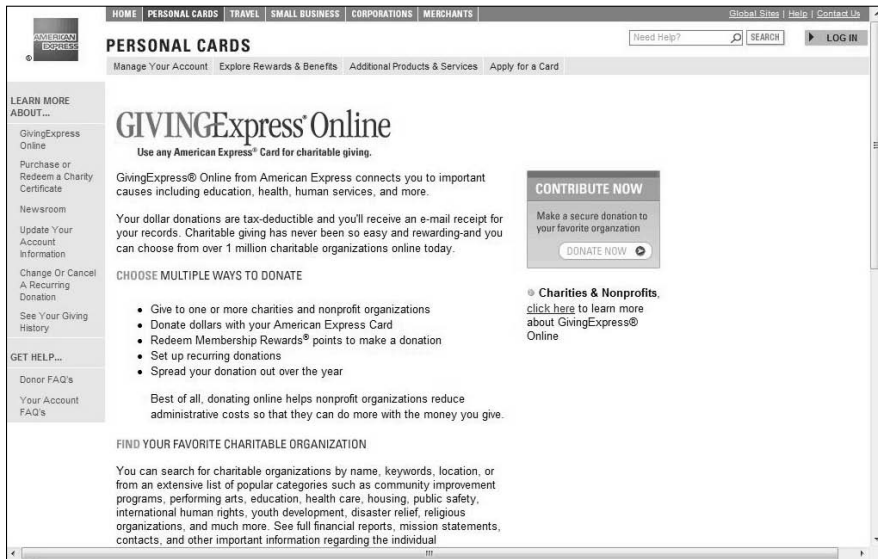 HOME PERSONAL CARDS TRAVEL SMALL BUSINESS CORPORATIONS MERCHANTS
Global Sites | Help | Contact Us
AMERICAN
EXPRESS
®
PERSONAL CARDS
Need Help?
SEARCH
LOG IN
Manage Your Account Explore Rewards & Benefits Additional Products & Services Apply for a Card
LEARN MORE
ABOUT...
GivingExpress
Online
Purchase or
Redeem a Charity
Certificate
Newsroom
Update Your
Account
Information
Change Or Cancel
A Recurring
Donation
See Your Giving
History
GET HELP...
Donor FAQ's
Your Account
FAQ's
GIVINGExpress® Online
Use any American Express® Card for charitable giving.
GivingExpress® Online from American Express connects you to important
causes including education, health, human services, and more.
Your dollar donations are tax-deductible and you'll receive an e-mail receipt for
your records. Charitable giving has never been so easy and rewarding-and you
can choose from over 1 million charitable organizations online today.
CHOOSE MULTIPLE WAYS TO DONATE
• Give to one or more charities and nonprofit organizations
• Donate dollars with your American Express Card
• Redeem Membership Rewards® points to make a donation
• Set up recurring donations
• Spread your donation out over the year
Best of all, donating online helps nonprofit organizations reduce
administrative costs so that they can do more with the money you give.
FIND YOUR FAVORITE CHARITABLE ORGANIZATION
You can search for charitable organizations by name, keywords, location, or
from an extensive list of popular categories such as community improvement
programs, performing arts, education, health care, housing, public safety,
international human rights, youth development, disaster relief, religious
organizations, and much more. See full financial reports, mission statements,
contacts, and other important information regarding the individual
CONTRIBUTE NOW
Make a secure donation to
your favorite organzation
DONATE NOW
Charities & Nonprofits,
click here to learn more
about GivingExpress®
Online